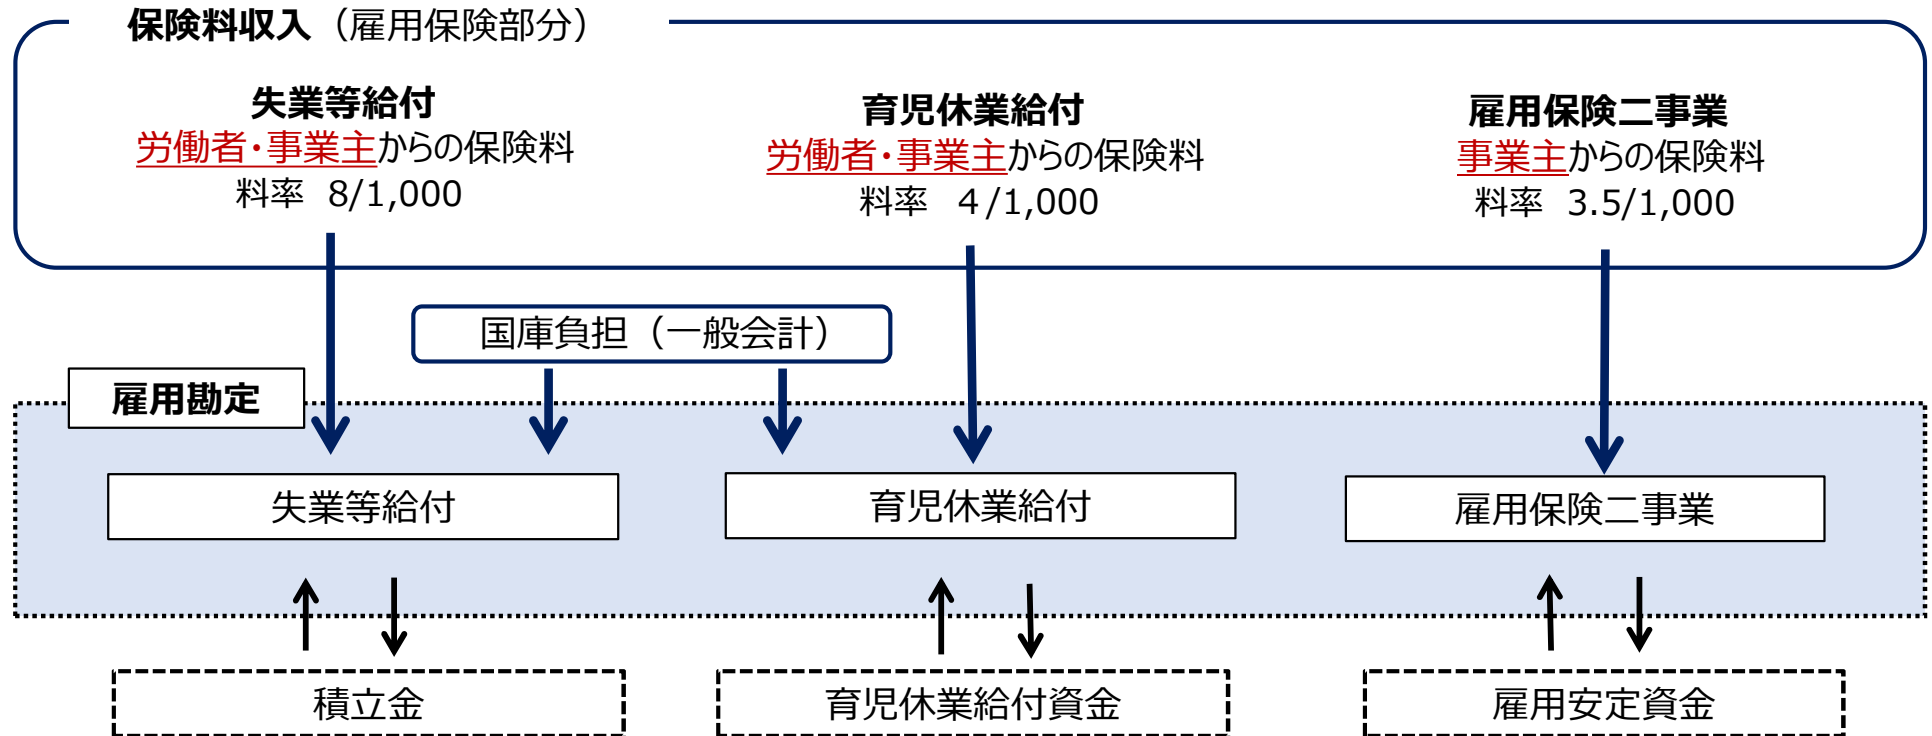 保険料収入（雇用保険部分）
失業等給付
労働者・事業主からの保険料
料率 8/1,000
育児休業給付
労働者・事業主からの保険料
料率 ４/1,000
雇用保険二事業
事業主からの保険料
料率 3.5/1,000
国庫負担（一般会計）
雇用勘定
失業等給付
育児休業給付
雇用保険二事業
積立金
育児休業給付資金
雇用安定資金